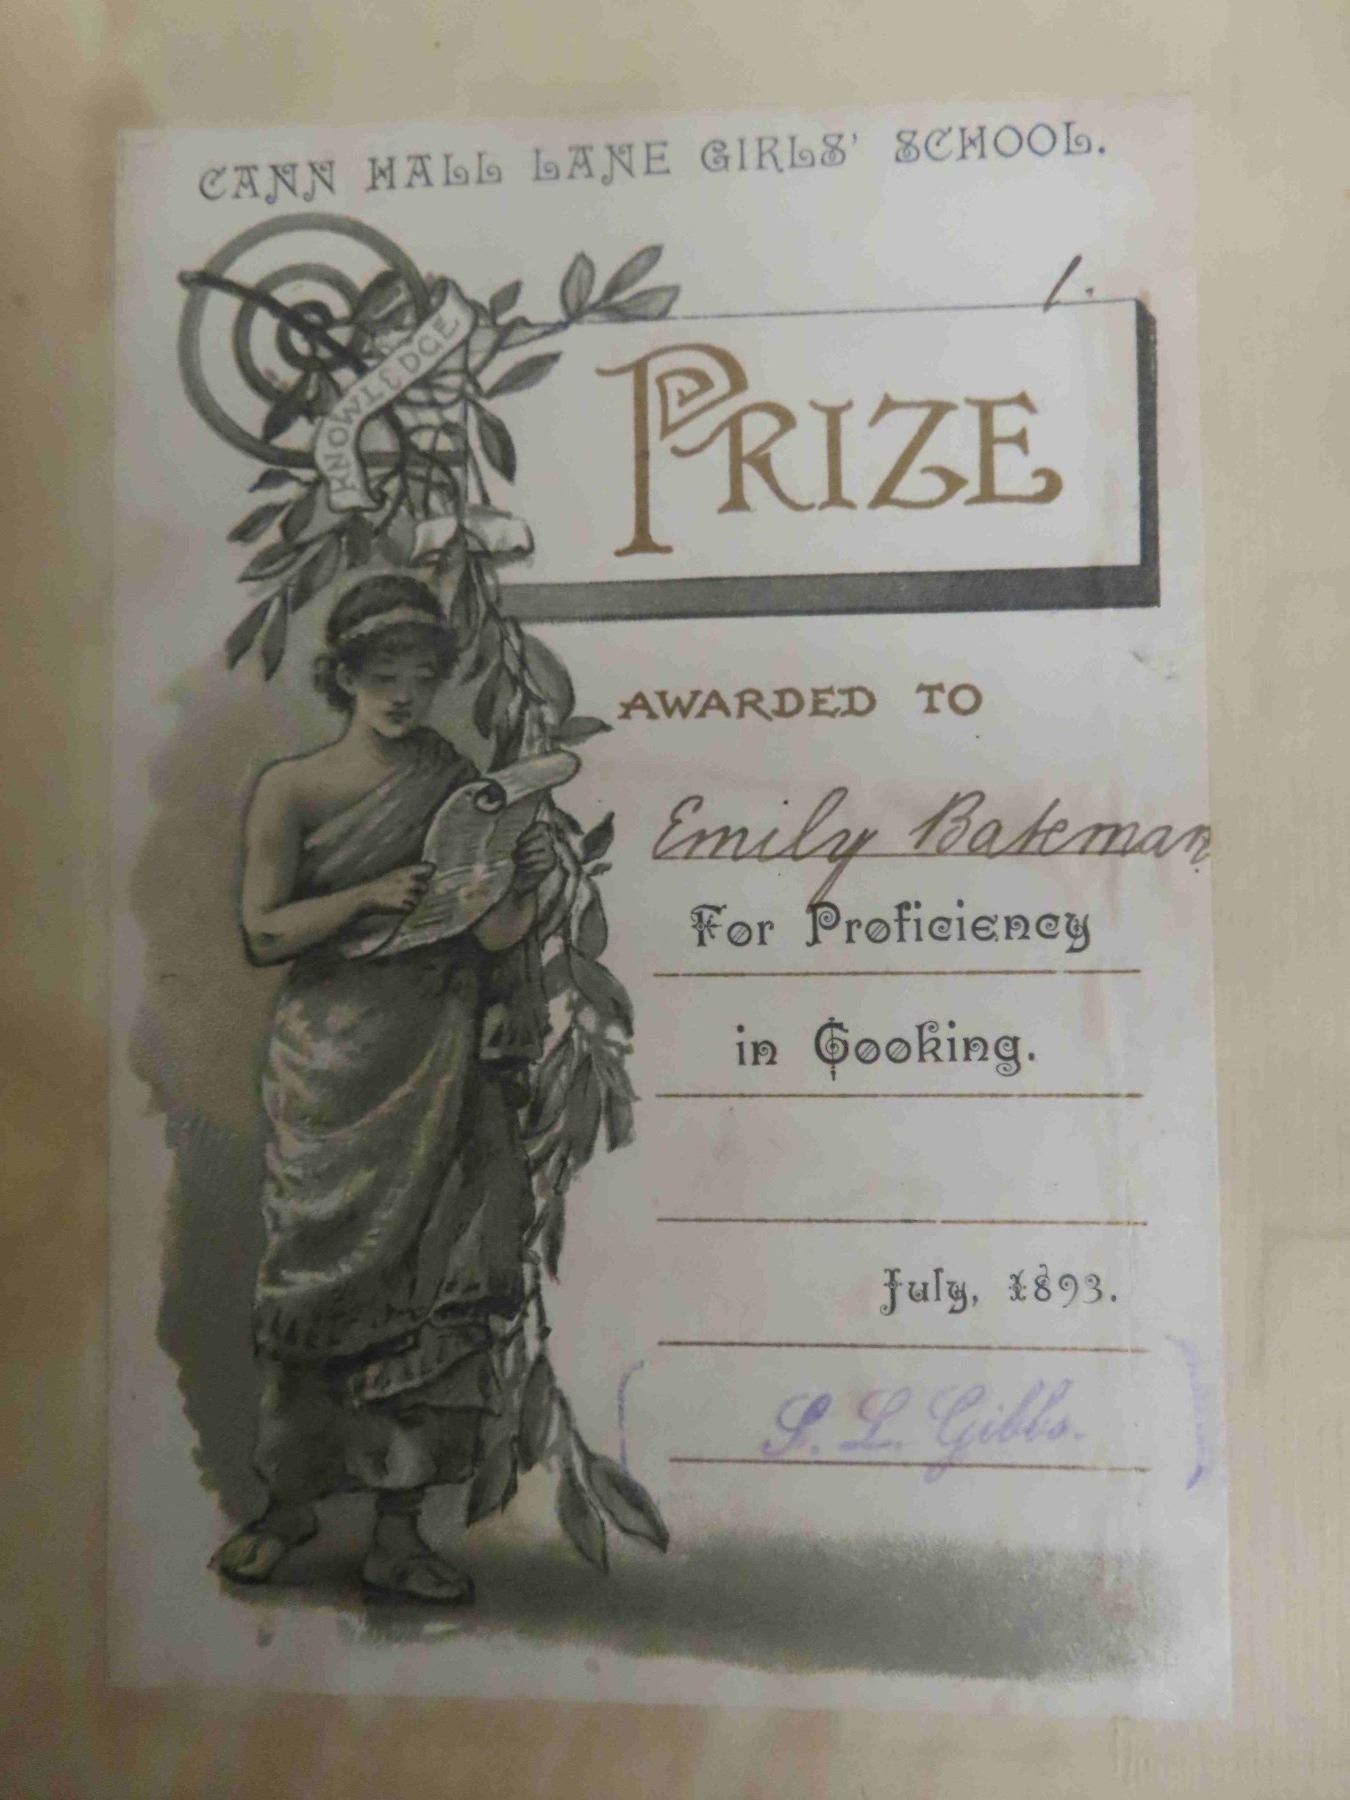 CANN HALL LANE GIRLS' SCHOOL.
KNOWLEDGE
1.
PRIZE
AWARDED TO
Emily Bateman
For Proficiency
in Cooking.
July, 1893.
S. L. Gibbs.